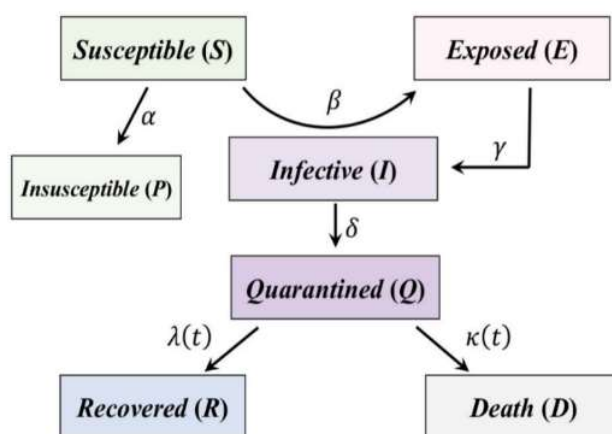 Susceptible (S)
Exposed (E)
α
β
Insusceptible (P)
Infective (I)
γ
δ
Quarantined (Q)
λ(t)
κ(t)
Recovered (R)
Death (D)